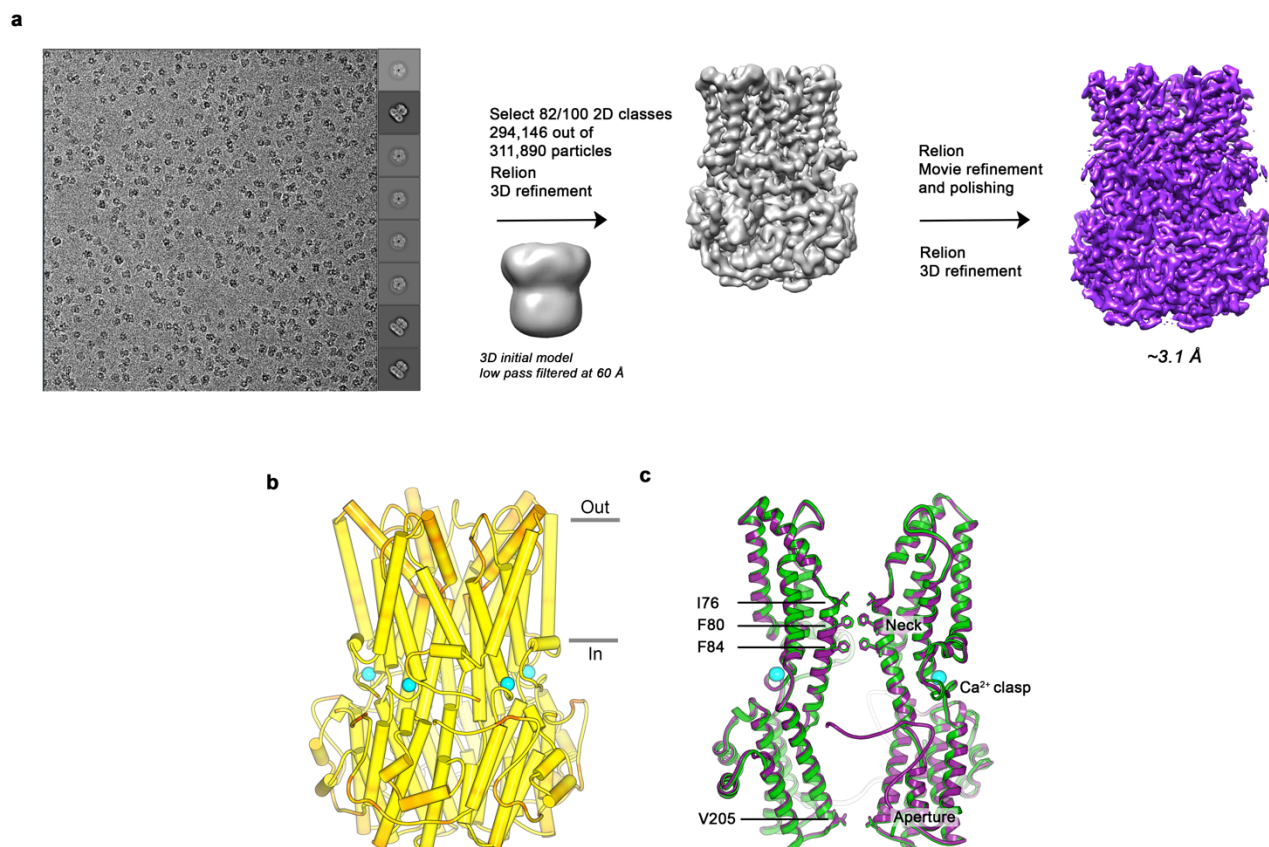 a
Select 82/100 2D classes
294,146 out of
311,890 particles
Relion
3D refinement
3D initial model
low pass filtered at 60 Å
Relion
Movie refinement
and polishing
Relion
3D refinement
~3.1 Å
b
Out
In
c
I76
F80
F84
Neck
Ca²⁺ clasp
V205
Aperture